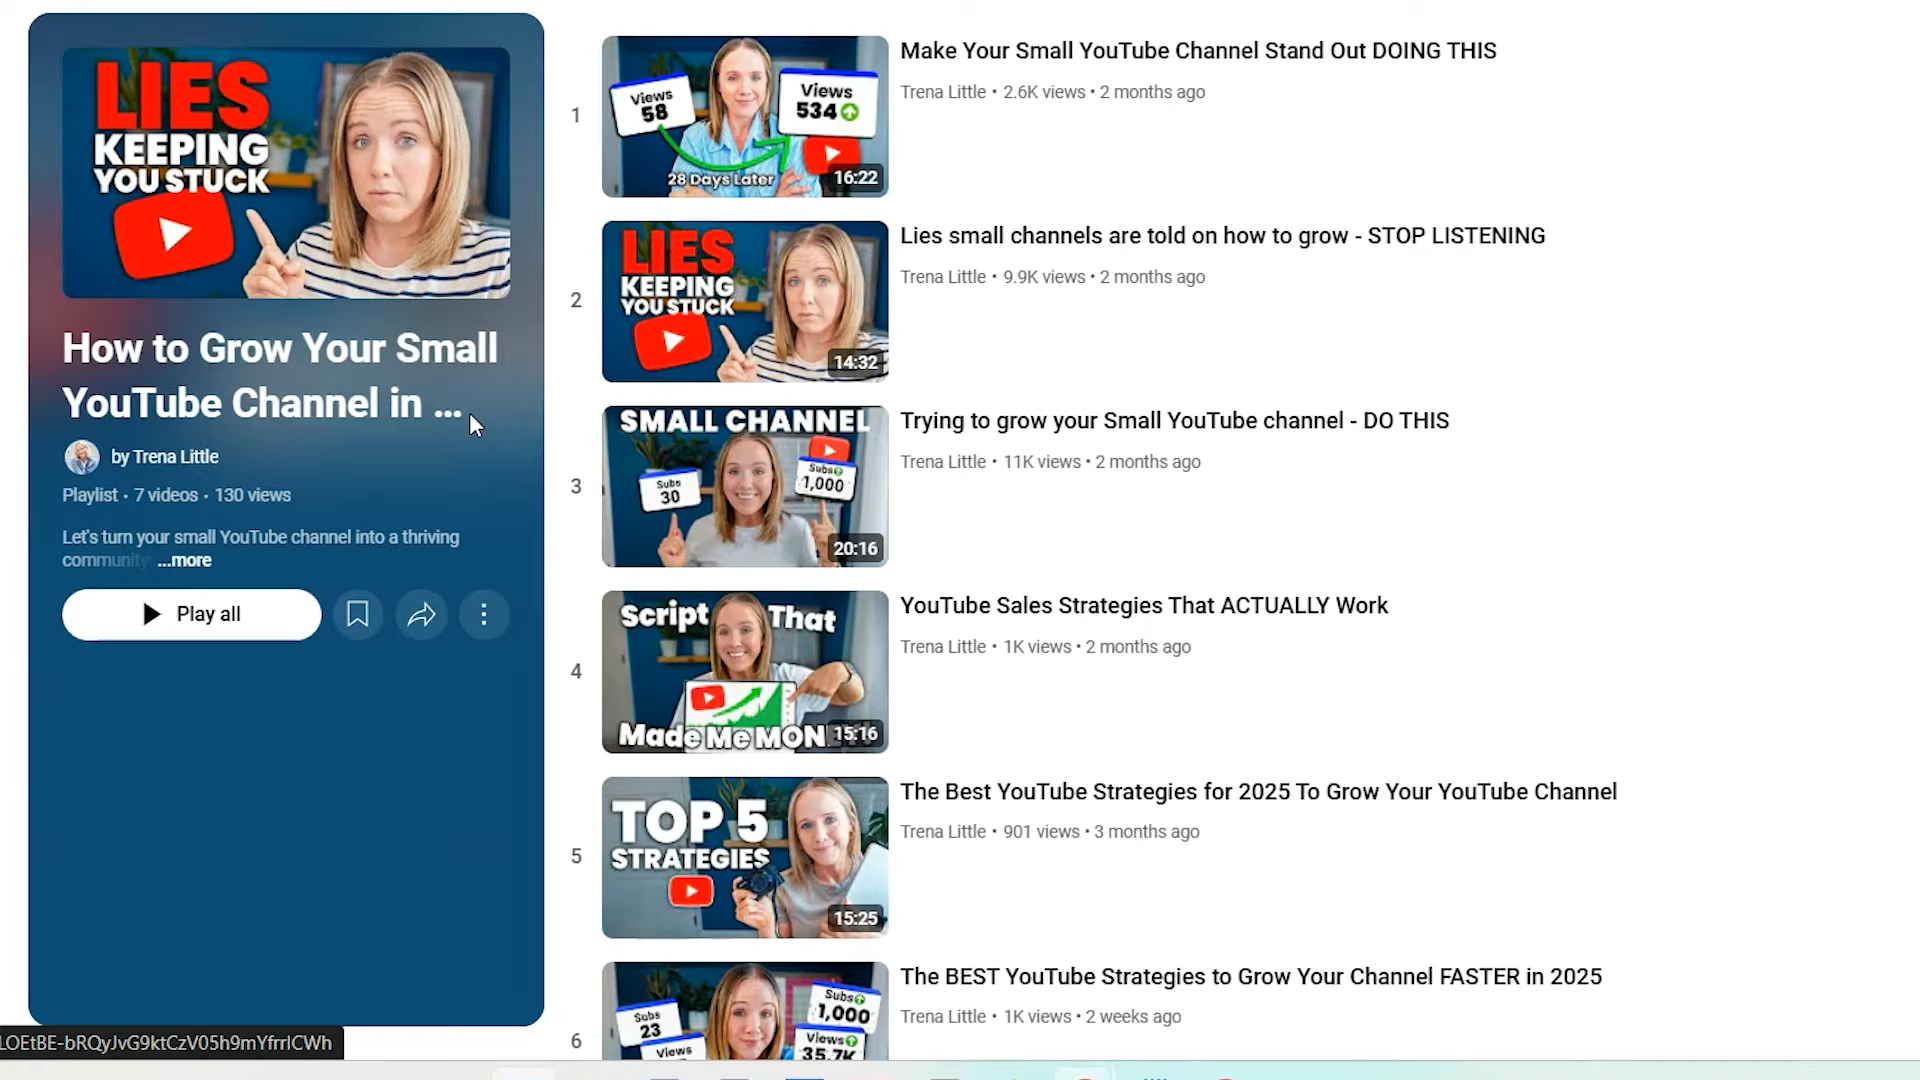 LIES
KEEPING
YOU STUCK
How to Grow Your Small
YouTube Channel in ...
by Trena Little
Playlist • 7 videos • 130 views
Let's turn your small YouTube channel into a thriving
community ...more
Play all
1
Views
58
Views
534
28 Days Later
16:22
Make Your Small YouTube Channel Stand Out DOING THIS
Trena Little • 2.6K views • 2 months ago
2
LIES
KEEPING
YOU STUCK
14:32
Lies small channels are told on how to grow - STOP LISTENING
Trena Little • 9.9K views • 2 months ago
3
SMALL CHANNEL
Subs
30
Subs
1,000
20:16
Trying to grow your Small YouTube channel - DO THIS
Trena Little • 11K views • 2 months ago
4
Script That
Made Me MON
15:16
YouTube Sales Strategies That ACTUALLY Work
Trena Little • 1K views • 2 months ago
5
TOP 5
STRATEGIES
15:25
The Best YouTube Strategies for 2025 To Grow Your YouTube Channel
Trena Little • 901 views • 3 months ago
6
Subs
23
Views
Subs
1,000
Views
35.7K
The BEST YouTube Strategies to Grow Your Channel FASTER in 2025
Trena Little • 1K views • 2 weeks ago